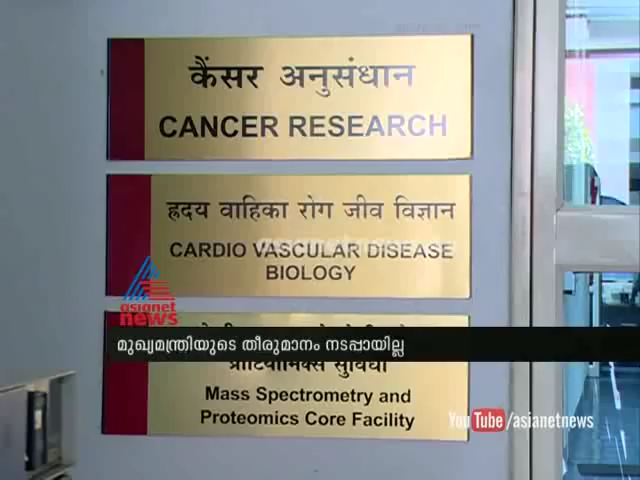 कैंसर अनुसंधान
CANCER RESEARCH
ह्रदय वाहिका रोग जीव विज्ञान
CARDIO VASCULAR DISEASE
BIOLOGY
asianet
news
മുഖ്യമന്ത്രിയുടെ തീരുമാനം നടപ്പായില്ല
प्रोटियोमिक्स सुविधा
Mass Spectrometry and
Proteomics Core Facility
YouTube/asianetnews